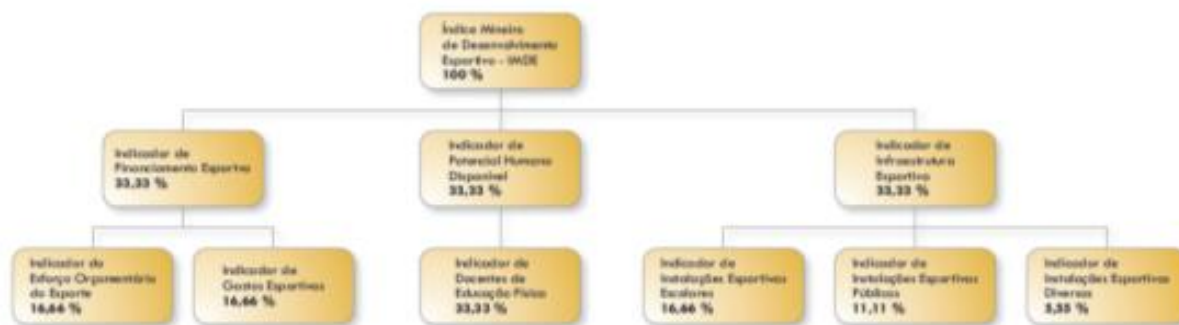 Índice Mineiro
de Desenvolvimento
Esportivo - IMDE
100 %
Indicador de
Financiamento Esportivo
33,33 %
Indicador de
Potencial Humano
Disponível
33,33 %
Indicador de
Infraestrutura
Esportiva
33,33 %
Indicador do
Esforço Orçamentário
do Esporte
16,66 %
Indicador de
Gastos Esportivos
16,66 %
Indicador de
Docentes de
Educação Física
33,33 %
Indicador de
Instalações Esportivas
Escolares
16,66 %
Indicador de
Instalações Esportivas
Públicas
11,11 %
Indicador de
Instalações Esportivas
Diversas
5,55 %